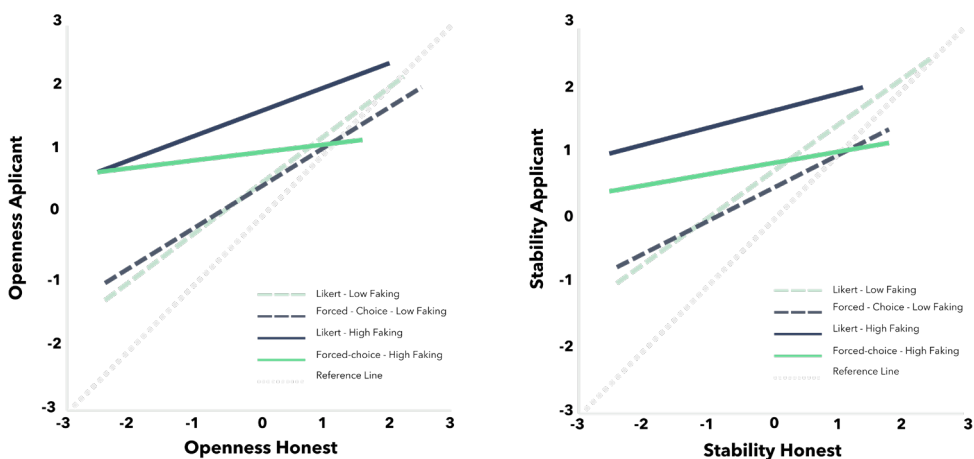 3
2
1
0
-1
-2
-3
-3
-2
-1
0
1
2
3
Openness Aplicant
Openness Honest
Likert - Low Faking
Forced - Choice - Low Faking
Likert - High Faking
Forced-choice - High Faking
Reference Line
3
2
1
0
-1
-2
-3
-3
-2
-1
0
1
2
3
Stability Applicant
Stability Honest
Likert - Low Faking
Forced - Choice - Low Faking
Likert - High Faking
Forced-choice - High Faking
Reference Line